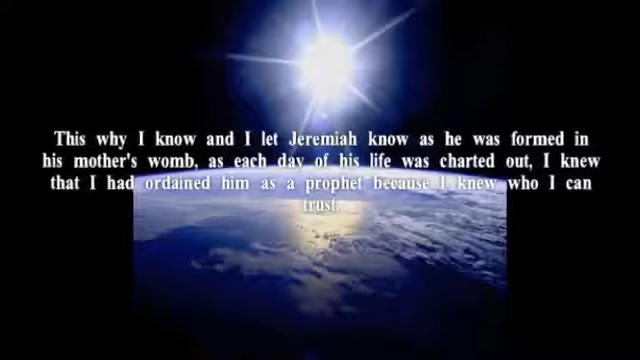 This why I know and I let Jeremiah know as he was formed in
his mother's womb, as each day of his life was charted out, I knew
that I had ordained him as a prophet because I knew who I can
trust.